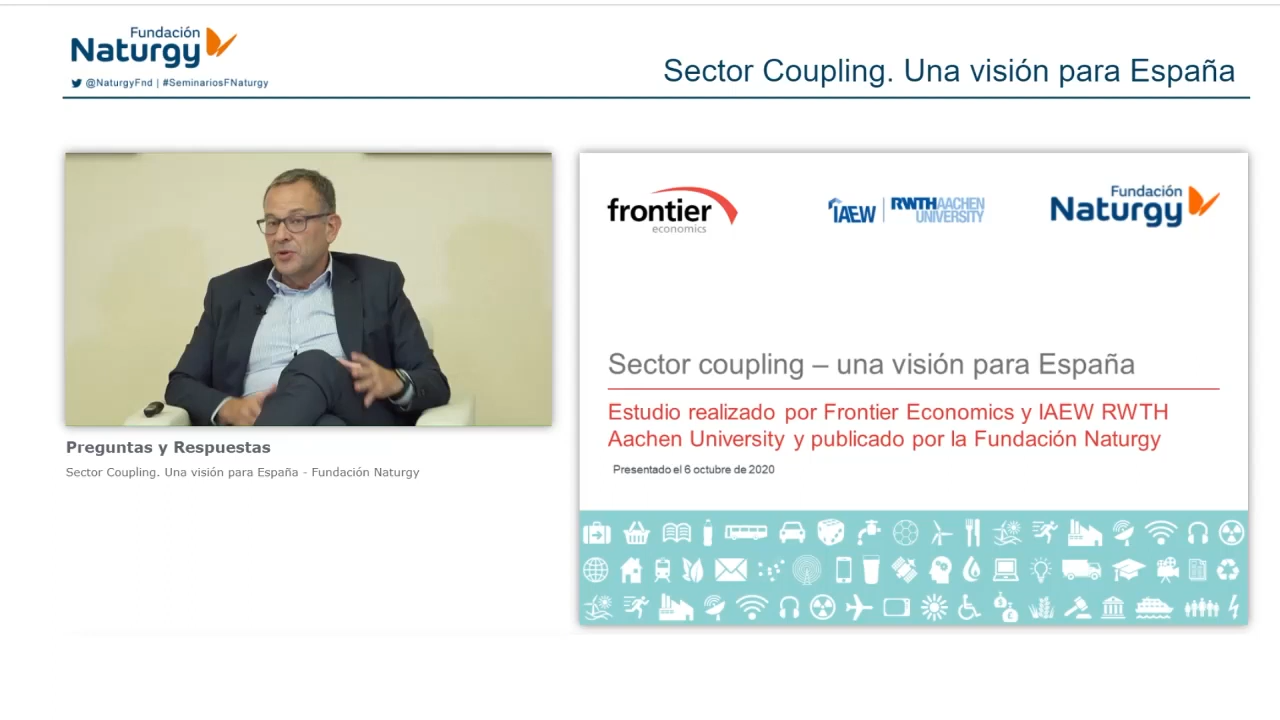 Fundación
Naturgy
@NaturgyFnd | #SeminariosFNaturgy
Sector Coupling. Una visión para España
Preguntas y Respuestas
Sector Coupling. Una visión para España - Fundación Naturgy
frontier
economics
IAEW
RWTHAACHEN
UNIVERSITY
Fundación
Naturgy
Sector coupling – una visión para España
Estudio realizado por Frontier Economics y IAEW RWTH
Aachen University y publicado por la Fundación Naturgy
Presentado el 6 octubre de 2020